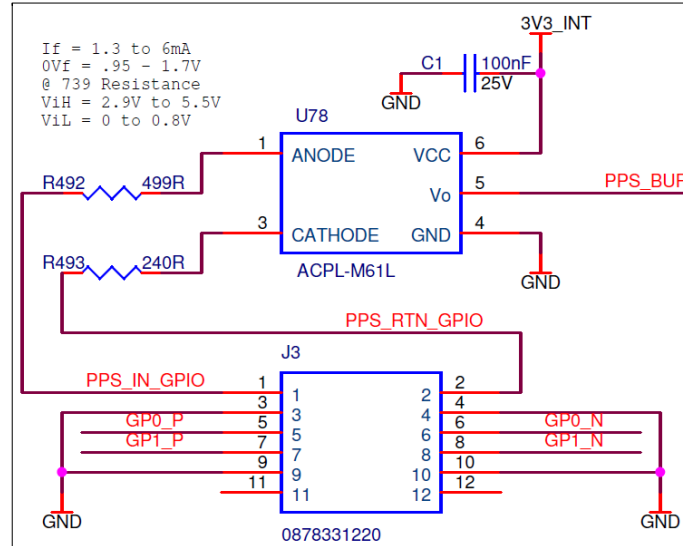 3V3_INT
If = 1.3 to 6mA
0Vf = .95 - 1.7V
@ 739 Resistance
ViH = 2.9V to 5.5V
ViL = 0 to 0.8V
C1 100nF
25V
GND
U78
1 ANODE VCC 6
R492 499R
Vo 5 PPS_BUF
3 CATHODE GND 4
R493 240R
ACPL-M61L
GND
PPS_RTN_GPIO
J3
PPS_IN_GPIO 1 1 2 2
3 3 4 4
GP0_P 5 5 6 6 GP0_N
GP1_P 7 7 8 8 GP1_N
9 9 10 10
11 11 12 12
GND
GND
0878331220